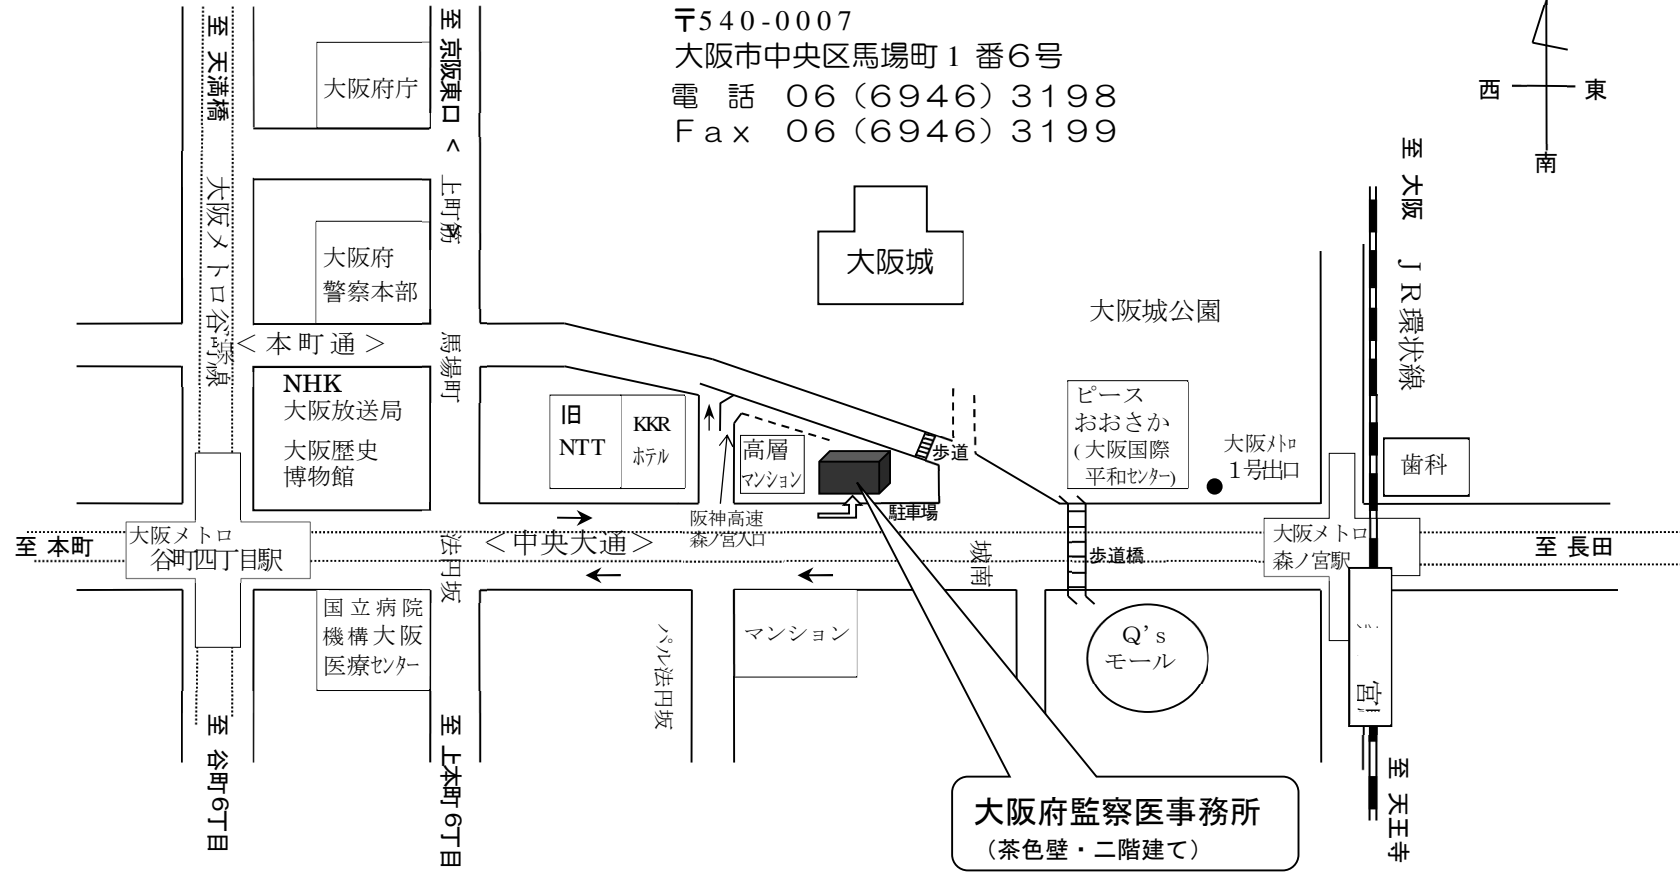 〒540-0007
大阪市中央区馬場町 1 番6号
電 話 06 (6946) 3198
Fax 06 (6946) 3199
西
東
南
至 天満橋
大阪メトロ谷町線
至 京阪東口 <
上町筋
馬場町
大阪府庁
大阪府
警察本部
<本町通>
NHK
大阪放送局
大阪歴史
博物館
旧
NTT
KKR
ホテル
高層
マンション
大阪城
大阪城公園
歩道
駐車場
ピース
おおさか
(大阪国際
平和センター)
大阪メトロ
1号出口
歯科
至 大阪
JR環状線
至 本町
大阪メトロ
谷町四丁目駅
<中央大通>
法円坂
阪神高速
森ノ宮入口
城南
歩道橋
大阪メトロ
森ノ宮駅
至 長田
国立病院
機構大阪
医療センター
パル法円坂
マンション
Q's
モール
宮
至 谷町6丁目
至 上本町6丁目
至 天王寺
大阪府監察医事務所
(茶色壁・二階建て)